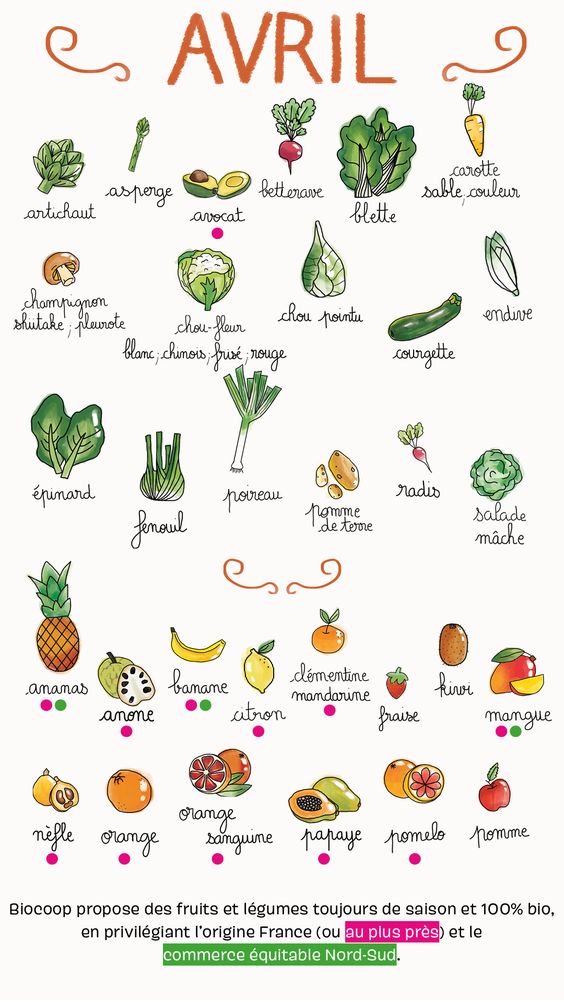 AVRIL
artichaut
asperge
avocat
betterave
blette
carotte
sable, couleur
champignon
shiitake ; pleurote
chou-fleur
blanc ; chinois ; frisé ; rouge
chou pointu
courgette
endive
épinard
fenouil
poireau
pomme
de terre
radis
salade
mâche
ananas
anone
banane
citron
clémentine
mandarine
fraise
kiwi
mangue
nèfle
orange
orange
sanguine
papaye
pomelo
pomme
Biocoop propose des fruits et légumes toujours de saison et 100% bio,
en privilégiant l'origine France (ou au plus près) et le
commerce équitable Nord-Sud.